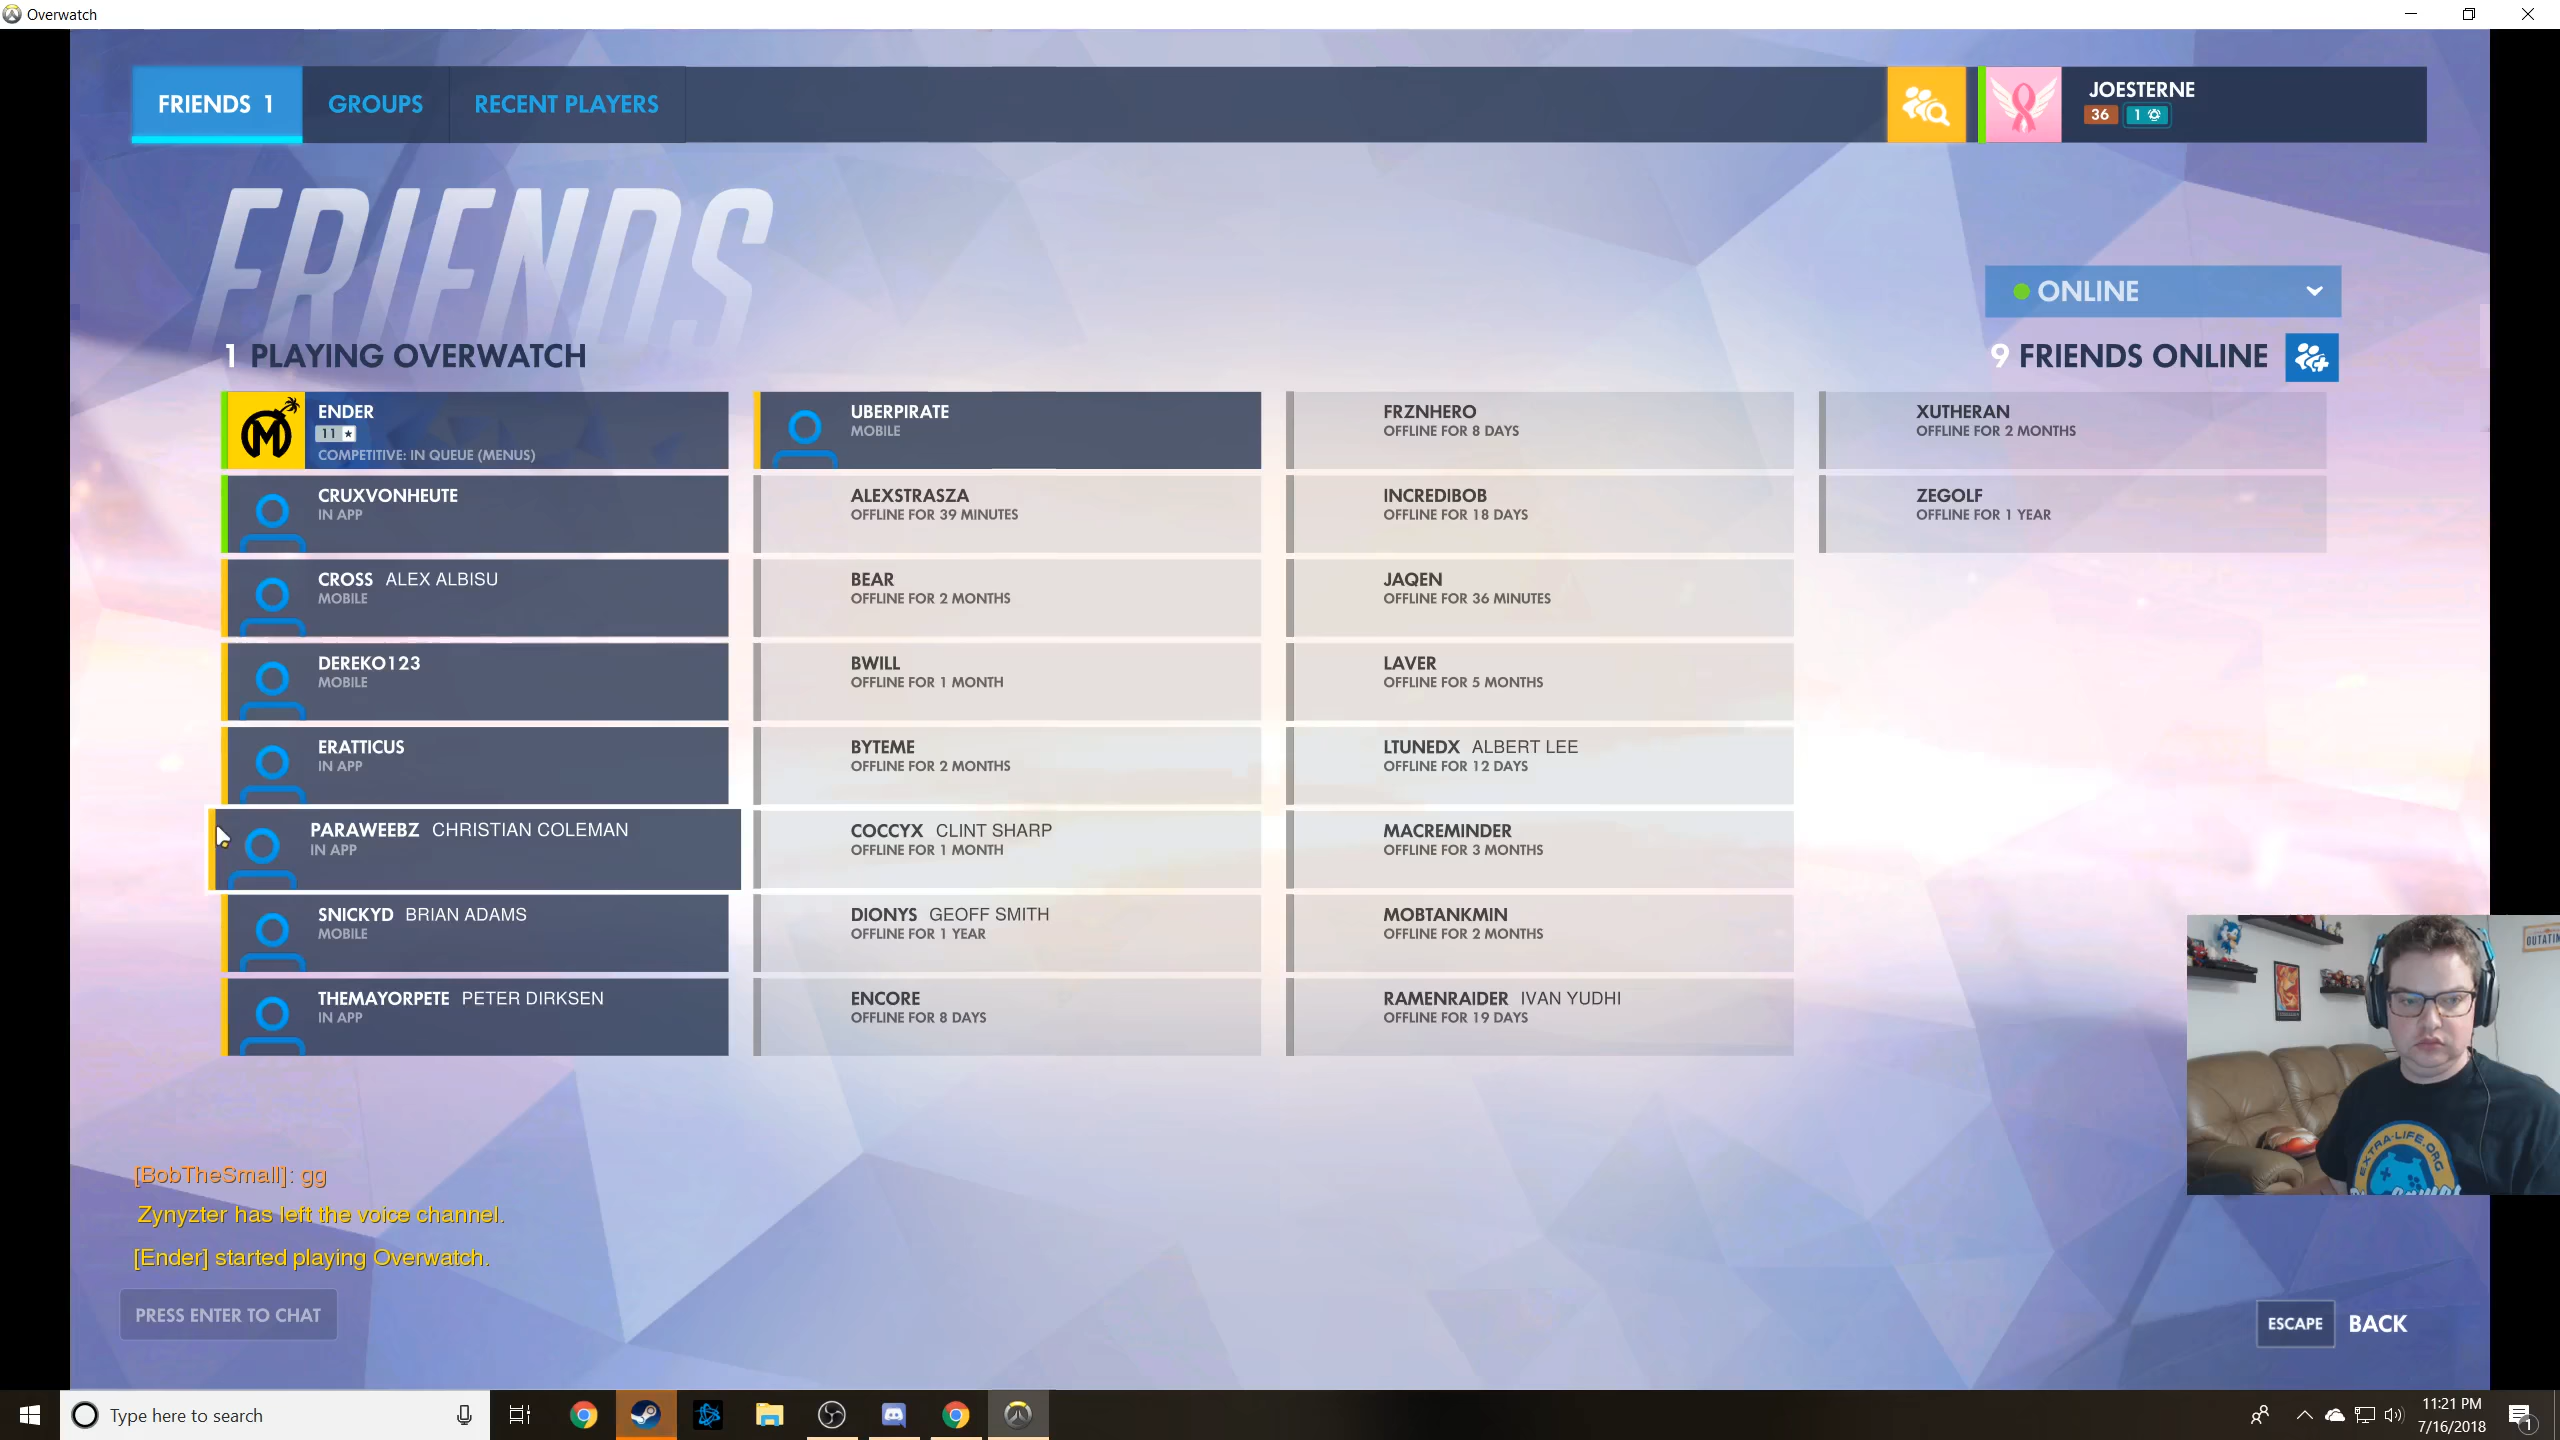 Overwatch
FRIENDS 1
GROUPS
RECENT PLAYERS
JOESTERNE
36
1
FRIENDS
ONLINE
1 PLAYING OVERWATCH
9 FRIENDS ONLINE
ENDER
11
COMPETITIVE: IN QUEUE (MENUS)
CRUXVONHEUTE
IN APP
CROSS ALEX ALBISU
MOBILE
DEREKO123
MOBILE
ERATTICUS
IN APP
PARAWEEBZ CHRISTIAN COLEMAN
IN APP
SNICKYD BRIAN ADAMS
MOBILE
THEMAYORPETE PETER DIRKSEN
IN APP
UBERPIRATE
MOBILE
ALEXSTRASZA
OFFLINE FOR 39 MINUTES
BEAR
OFFLINE FOR 2 MONTHS
BWILL
OFFLINE FOR 1 MONTH
BYTEME
OFFLINE FOR 2 MONTHS
COCCYX CLINT SHARP
OFFLINE FOR 1 MONTH
DIONYS GEOFF SMITH
OFFLINE FOR 1 YEAR
ENCORE
OFFLINE FOR 8 DAYS
FRZNHERO
OFFLINE FOR 8 DAYS
INCREDIBOB
OFFLINE FOR 18 DAYS
JAQEN
OFFLINE FOR 36 MINUTES
LAVER
OFFLINE FOR 5 MONTHS
LTUNEDX ALBERT LEE
OFFLINE FOR 12 DAYS
MACREMINDER
OFFLINE FOR 3 MONTHS
MOBTANKMIN
OFFLINE FOR 2 MONTHS
RAMENRAIDER IVAN YUDHI
OFFLINE FOR 19 DAYS
XUTHERAN
OFFLINE FOR 2 MONTHS
ZEGOLF
OFFLINE FOR 1 YEAR
OUTATI
EXTRA-LIFE.ORG
[BobTheSmall]: gg
Zynyzter has left the voice channel.
[Ender] started playing Overwatch.
PRESS ENTER TO CHAT
ESCAPE BACK
Type here to search
11:21 PM
7/16/2018
1